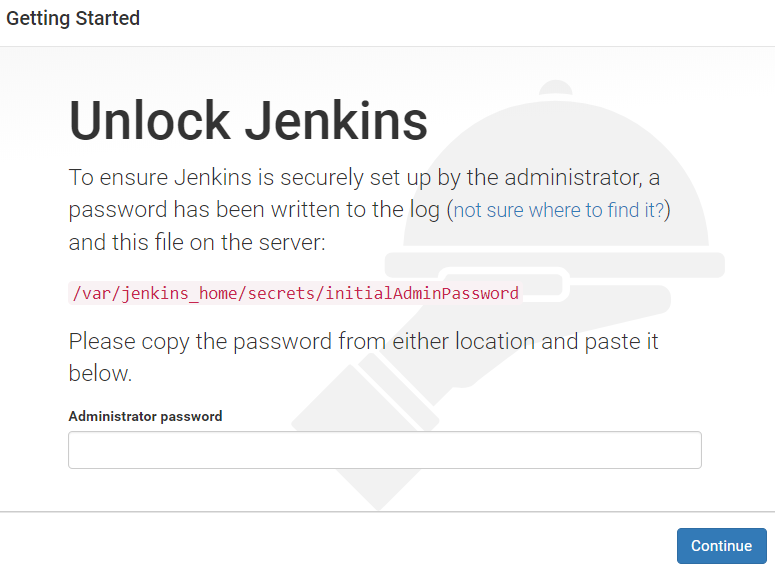 Getting Started
Unlock Jenkins
To ensure Jenkins is securely set up by the administrator, a
password has been written to the log (not sure where to find it?)
and this file on the server:
/var/jenkins_home/secrets/initialAdminPassword
Please copy the password from either location and paste it
below.
Administrator password
Continue